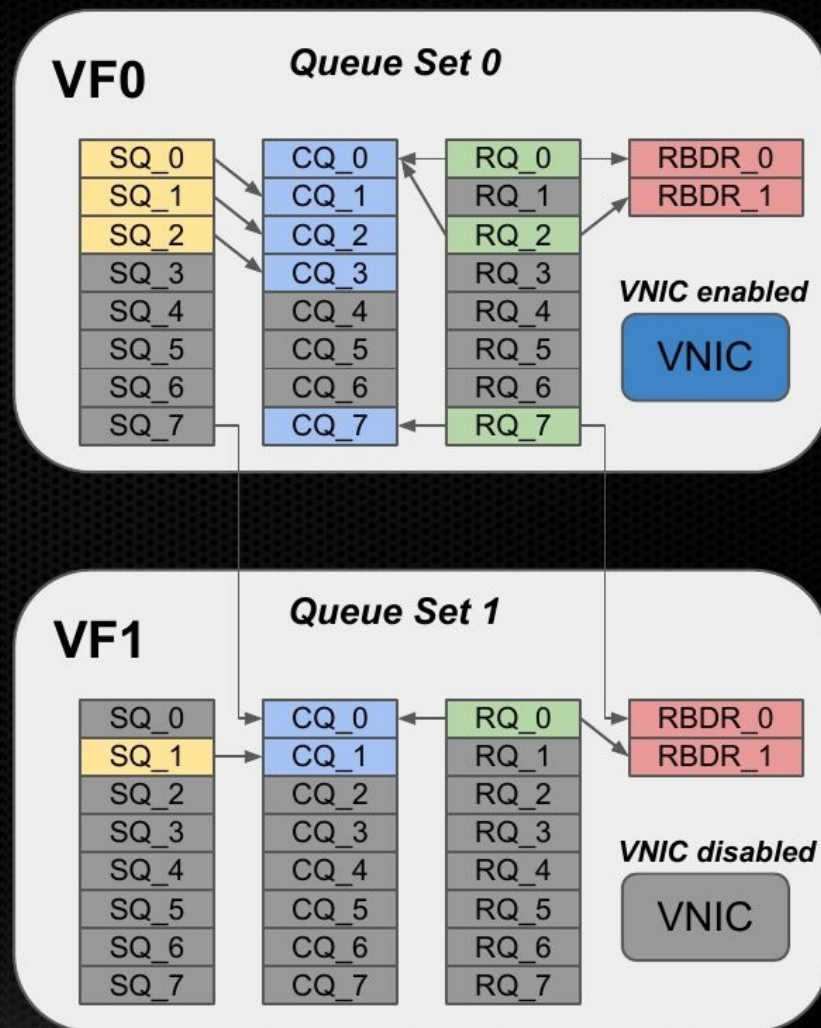 VF0
Queue Set 0
SQ_0 CQ_0 RQ_0 RBDR_0
SQ_1 CQ_1 RQ_1 RBDR_1
SQ_2 CQ_2 RQ_2
SQ_3 CQ_3 RQ_3
VNIC enabled
SQ_4 CQ_4 RQ_4
SQ_5 CQ_5 RQ_5
VNIC
SQ_6 CQ_6 RQ_6
SQ_7 CQ_7 RQ_7
VF1
Queue Set 1
SQ_0 CQ_0 RQ_0 RBDR_0
SQ_1 CQ_1 RQ_1 RBDR_1
SQ_2 CQ_2 RQ_2
SQ_3 CQ_3 RQ_3
VNIC disabled
SQ_4 CQ_4 RQ_4
SQ_5 CQ_5 RQ_5
VNIC
SQ_6 CQ_6 RQ_6
SQ_7 CQ_7 RQ_7